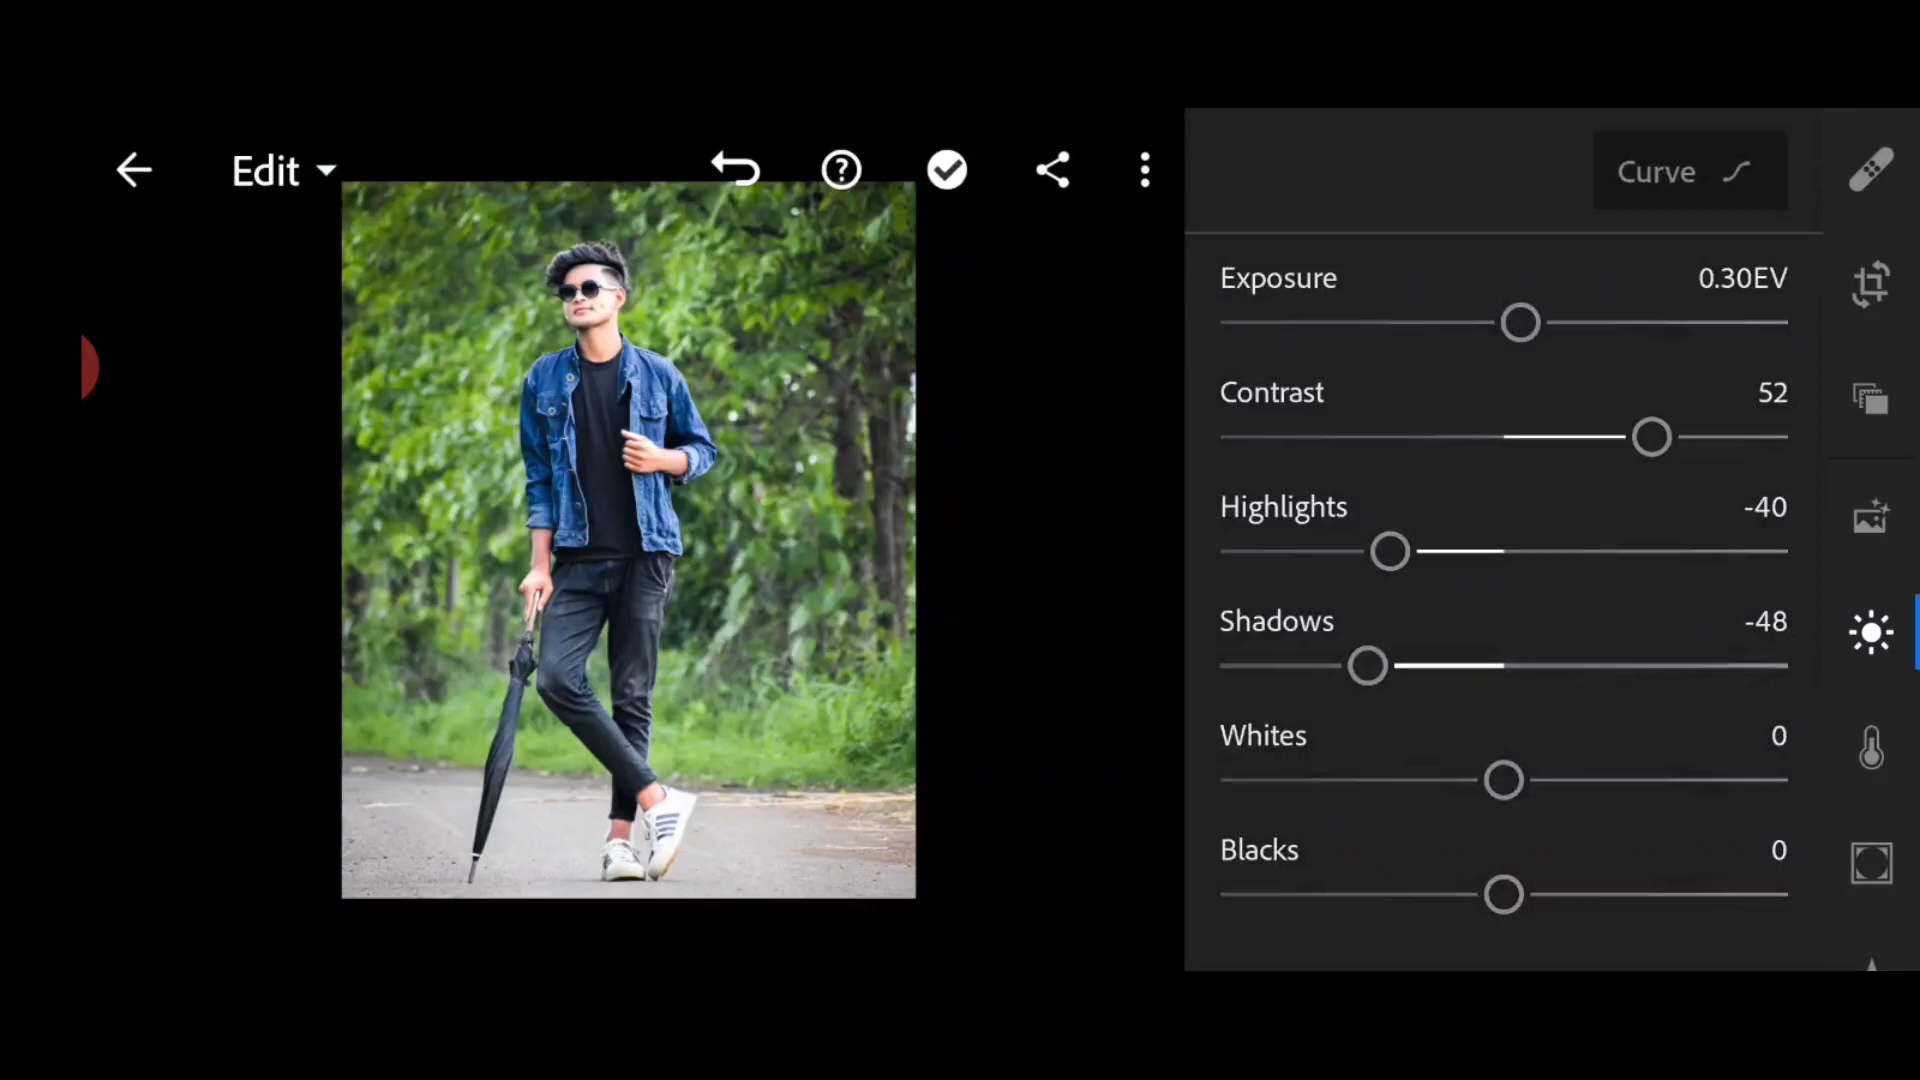 Edit
Curve
Exposure 0.30EV
Contrast 52
Highlights -40
Shadows -48
Whites 0
Blacks 0